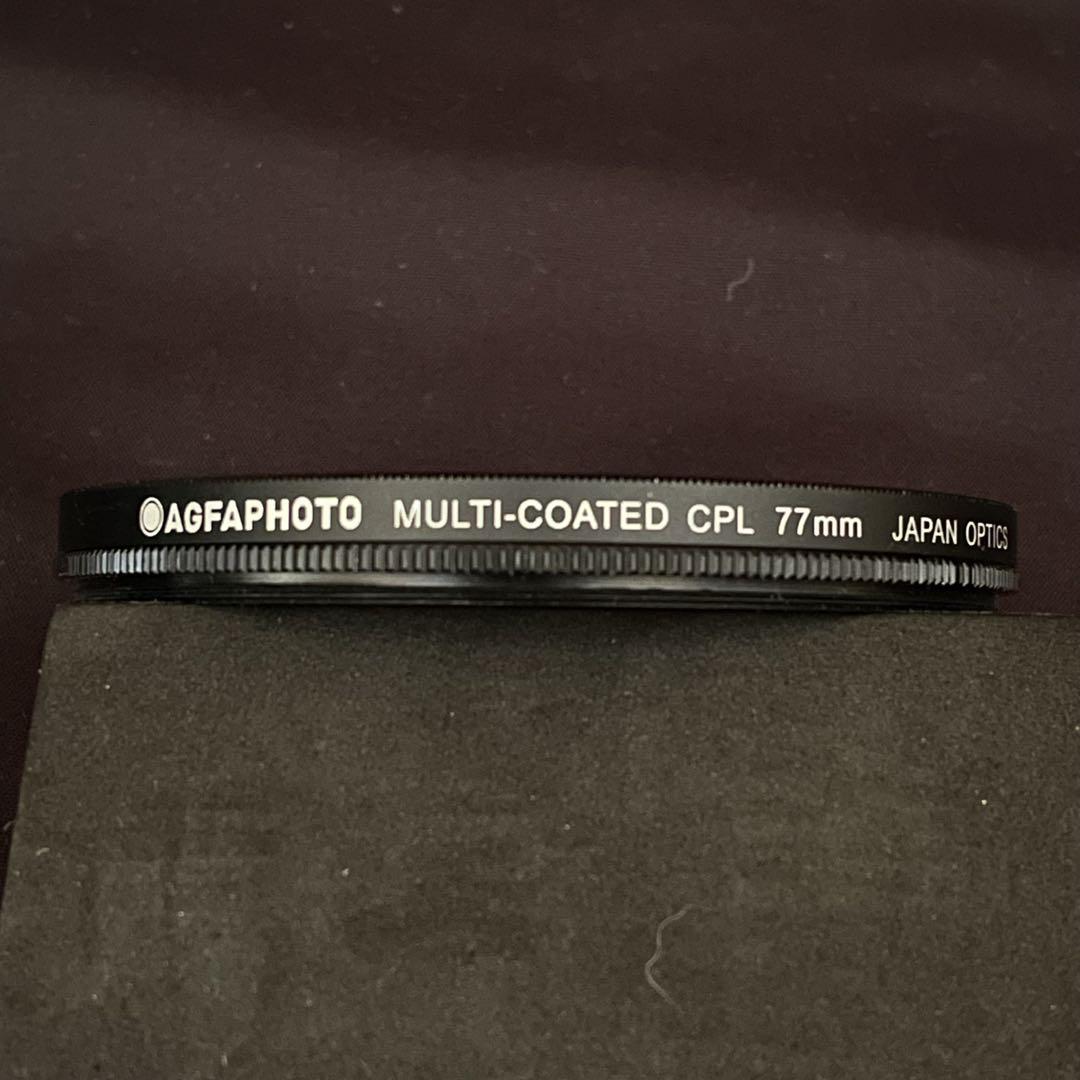 AGFAPHOTO MULTI-COATED CPL 77mm JAPAN OPTICS